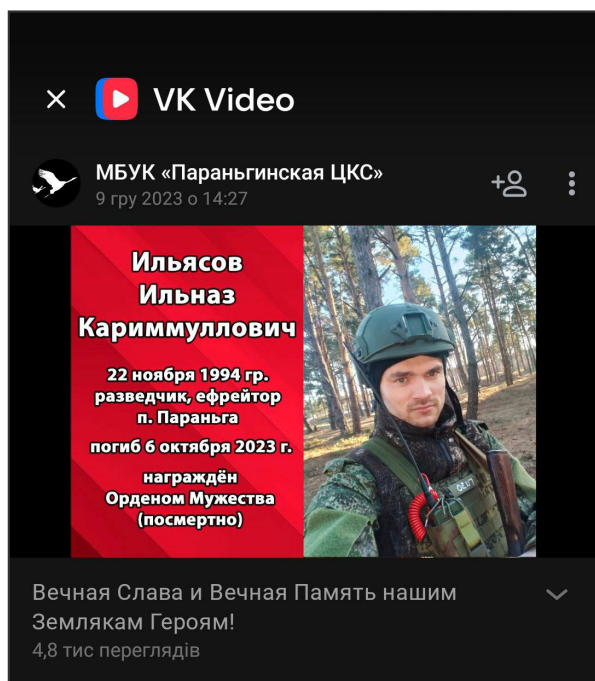 VK Video
МБУК «Параньгинская ЦКС»
9 гру 2023 о 14:27
Ильясов
Ильназ
Кариммуллович
22 ноября 1994 гр.
разведчик, ефрейтор
п. Параньга
погиб 6 октября 2023 г.
награждён
Орденом Мужества
(посмертно)
Вечная Слава и Вечная Память нашим
Землякам Героям!
4,8 тис переглядів